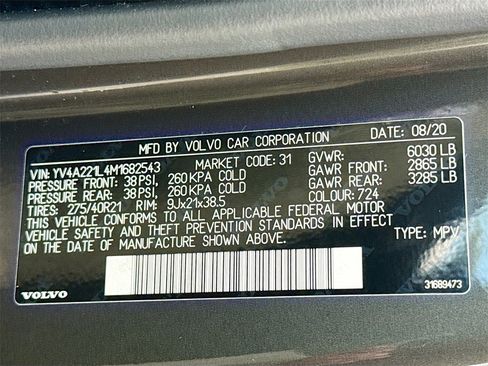 MFD BY VOLVO CAR CORPORATION DATE: 08/20
VIN: YV4A221L4M1682543 MARKET CODE: 31 GVWR: 6030 LB
PRESSURE FRONT: 38 PSI, 260 KPA COLD GAWR FRONT: 2865 LB
PRESSURE REAR: 38 PSI, 260 KPA COLD GAWR REAR: 3285 LB
TIRES: 275/40R21 RIM: 9Jx21x38.5 COLOUR: 724
THIS VEHICLE CONFORMS TO ALL APPLICABLE FEDERAL MOTOR
VEHICLE SAFETY AND THEFT PREVENTION STANDARDS IN EFFECT
ON THE DATE OF MANUFACTURE SHOWN ABOVE. TYPE: MPV
VOLVO 31689473